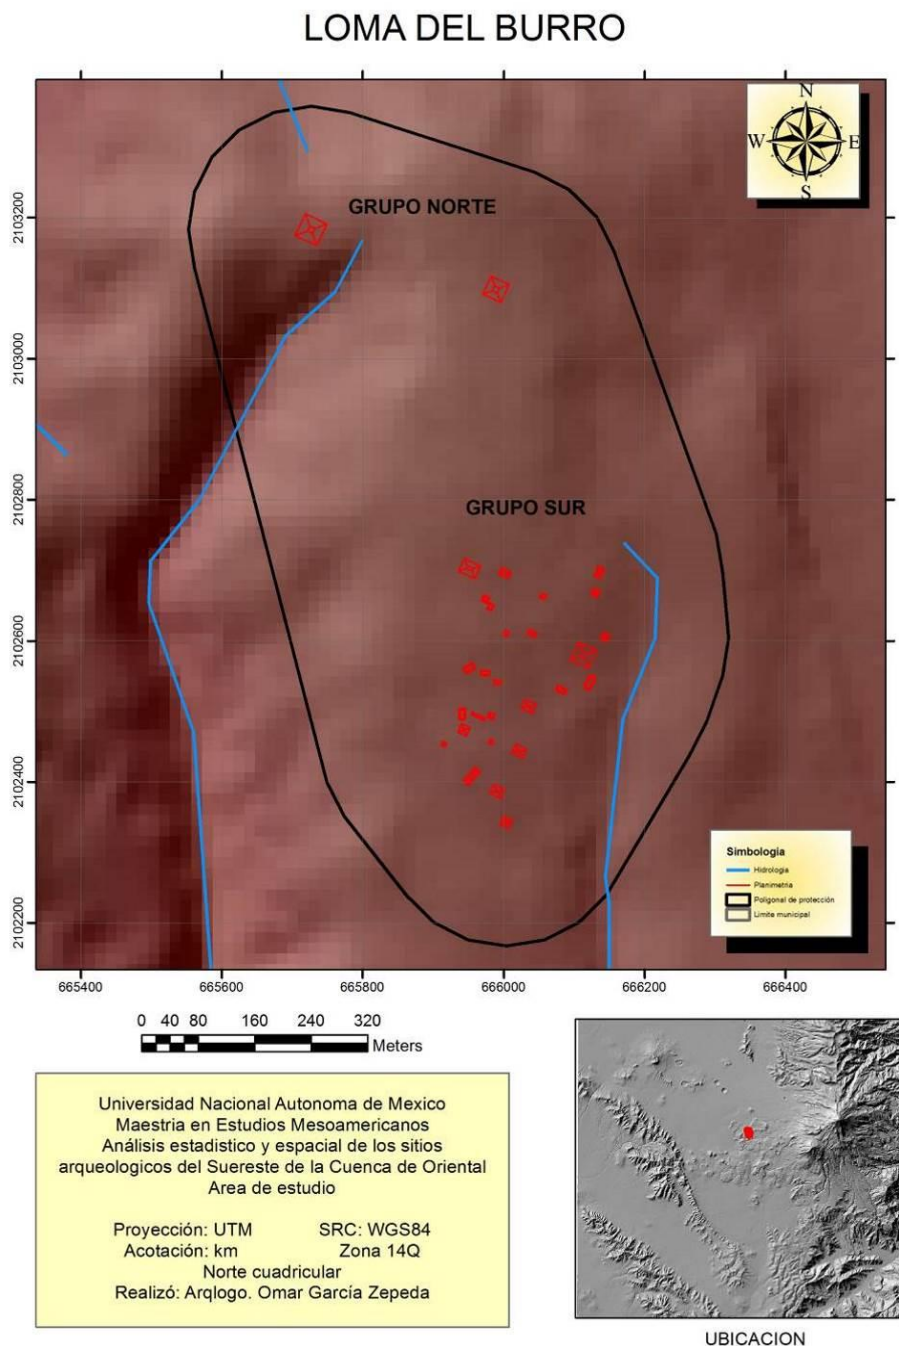 LOMA DEL BURRO
N
W E
S
GRUPO NORTE
GRUPO SUR
2103200
2103000
2102800
2102600
2102400
2102200
Simbologia
Hidrologia
Planimetria
Poligonal de protección
Limite municipal
665400 665600 665800 666000 666200 666400
0 40 80 160 240 320
Meters
Universidad Nacional Autonoma de Mexico
Maestria en Estudios Mesoamericanos
Análisis estadistico y espacial de los sitios
arqueologicos del Suereste de la Cuenca de Oriental
Area de estudio
Proyección: UTM SRC: WGS84
Acotación: km Zona 14Q
Norte cuadricular
Realizó: Arqlogo. Omar García Zepeda
UBICACION